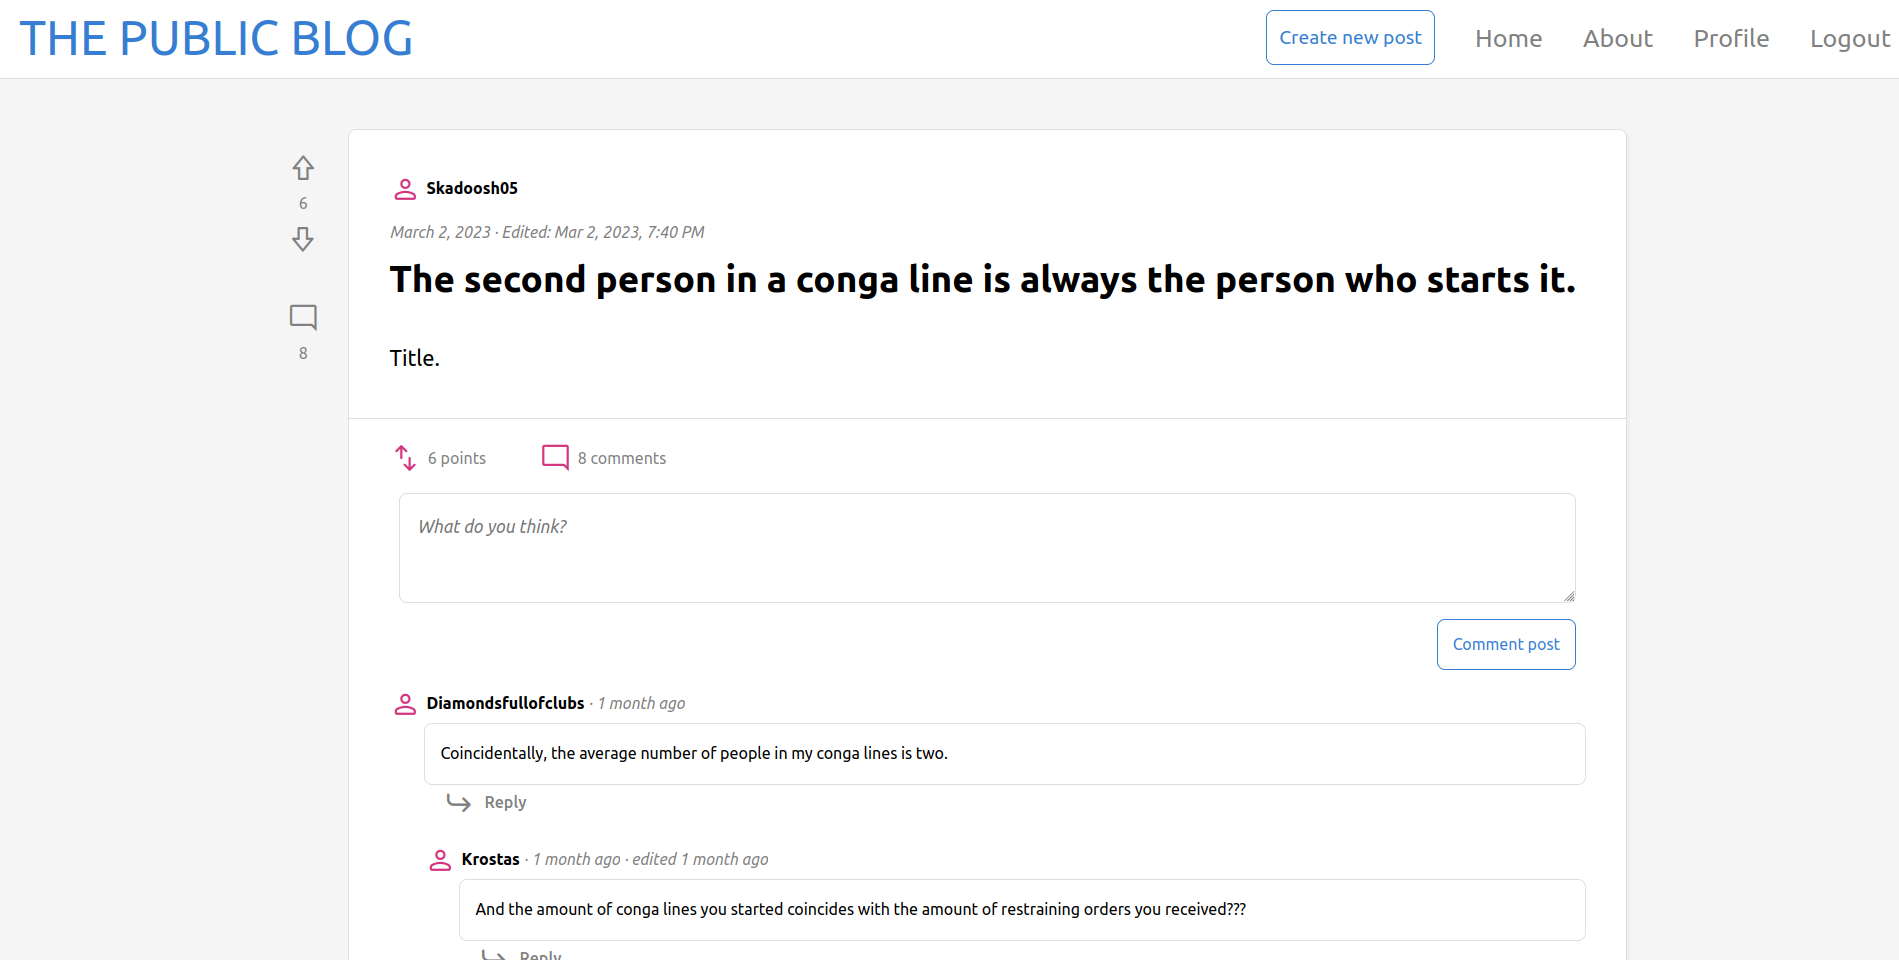 THE PUBLIC BLOG
Create new post
Home
About
Profile
Logout
6
8
Skadoosh05
March 2, 2023 · Edited: Mar 2, 2023, 7:40 PM
The second person in a conga line is always the person who starts it.
Title.
6 points
8 comments
What do you think?
Comment post
Diamondsfullofclubs · 1 month ago
Coincidentally, the average number of people in my conga lines is two.
Reply
Krostas · 1 month ago · edited 1 month ago
And the amount of conga lines you started coincides with the amount of restraining orders you received???
Reply